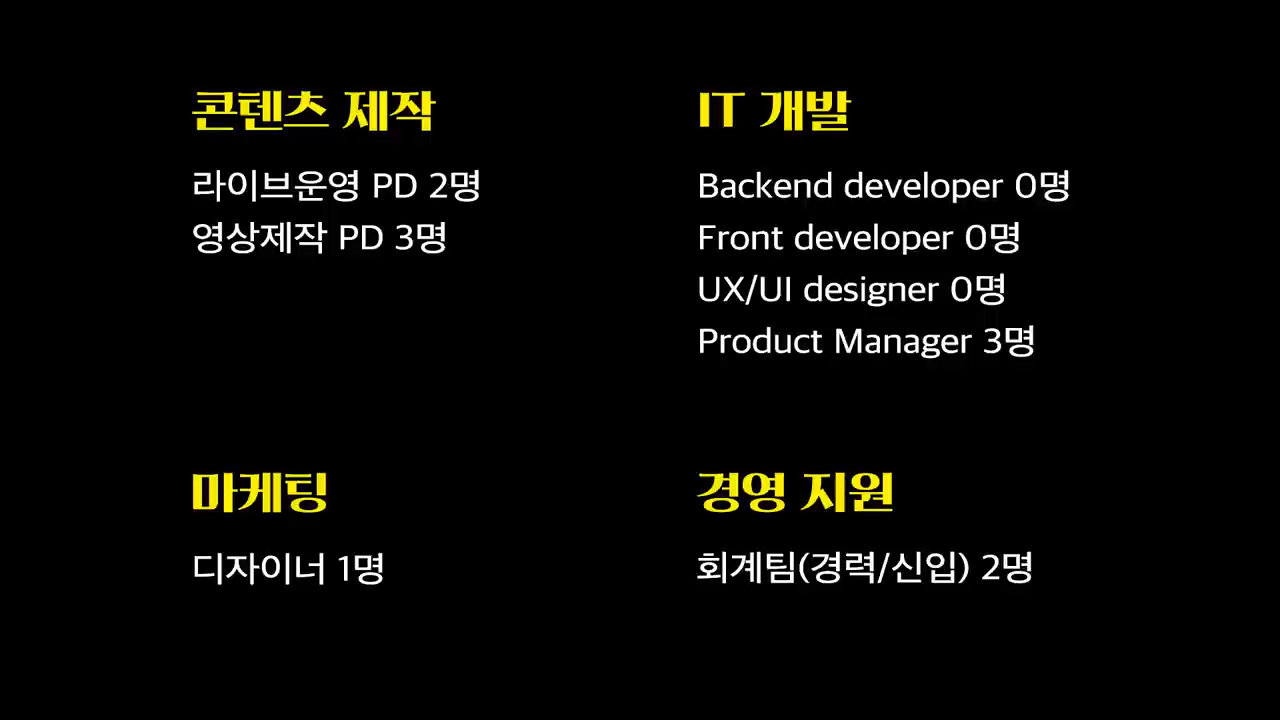 콘텐츠 제작
라이브운영 PD 2명
영상제작 PD 3명
IT 개발
Backend developer 0명
Front developer 0명
UX/UI designer 0명
Product Manager 3명
마케팅
디자이너 1명
경영 지원
회계팀(경력/신입) 2명